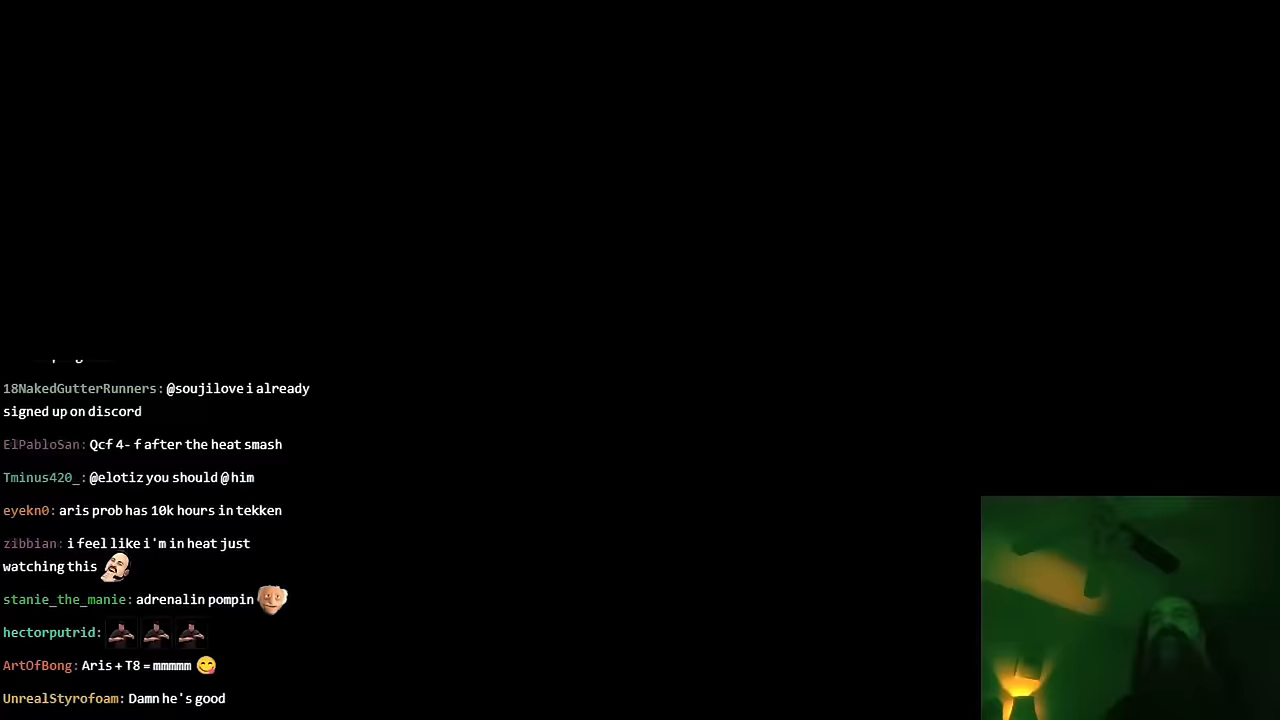 18NakedGutterRunners: @soujilove i already
signed up on discord
ElPabloSan: Qcf 4- f after the heat smash
Tminus420_: @elotiz you should @ him
eyekn0: aris prob has 10k hours in tekken
zibbian: i feel like i'm in heat just
watching this
stanie_the_manie: adrenalin pompin
hectorputrid:
ArtOfBong: Aris + T8 = mmmmm
UnrealStyrofoam: Damn he's good